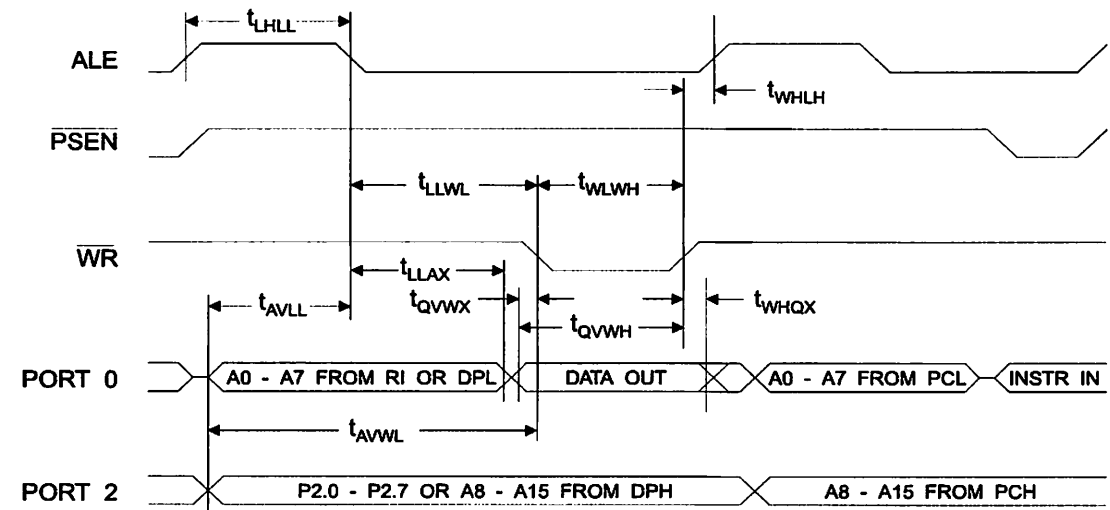 tLHLL
ALE
tWHLH
PSEN
tLLWL
tWLWH
WR
tLLAX
tAVLL
tQVWX
tWHQX
tQVWH
PORT 0
A0 - A7 FROM RI OR DPL
DATA OUT
A0 - A7 FROM PCL
INSTR IN
tAVWL
PORT 2
P2.0 - P2.7 OR A8 - A15 FROM DPH
A8 - A15 FROM PCH